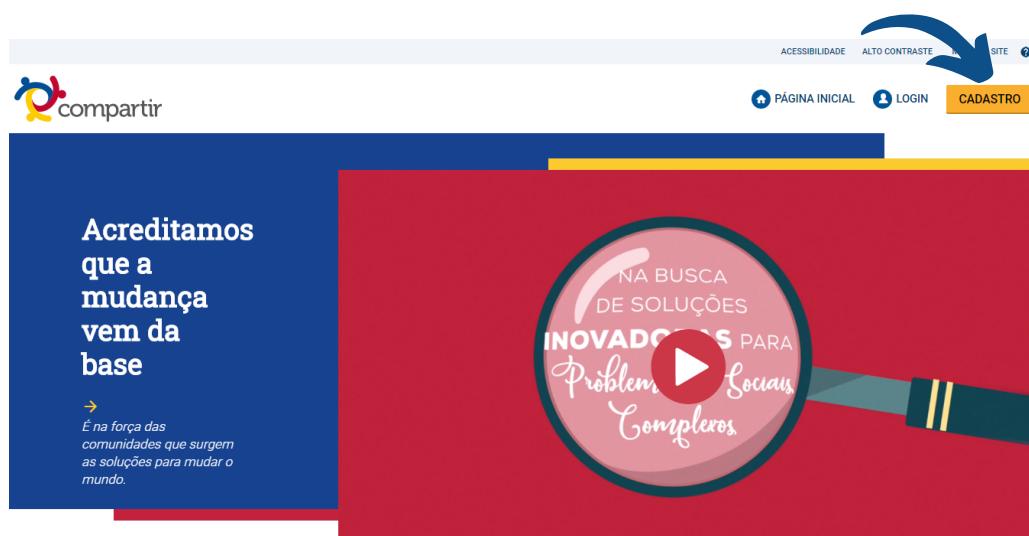 ACESSIBILIDADE ALTO CONTRASTE SITE
compartir
PÁGINA INICIAL LOGIN CADASTRO
Acreditamos
que a
mudança
vem da
base
É na força das
comunidades que surgem
as soluções para mudar o
mundo.
NA BUSCA
DE SOLUÇÕES
PARA
Sociais
Complexos